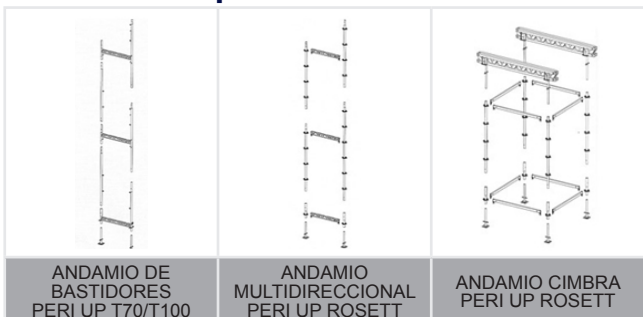 ANDAMIO DE
BASTIDORES
PERI UP T70/T100
ANDAMIO
MULTIDIRECCIONAL
PERI UP ROSETT
ANDAMIO CIMBRA
PERI UP ROSETT